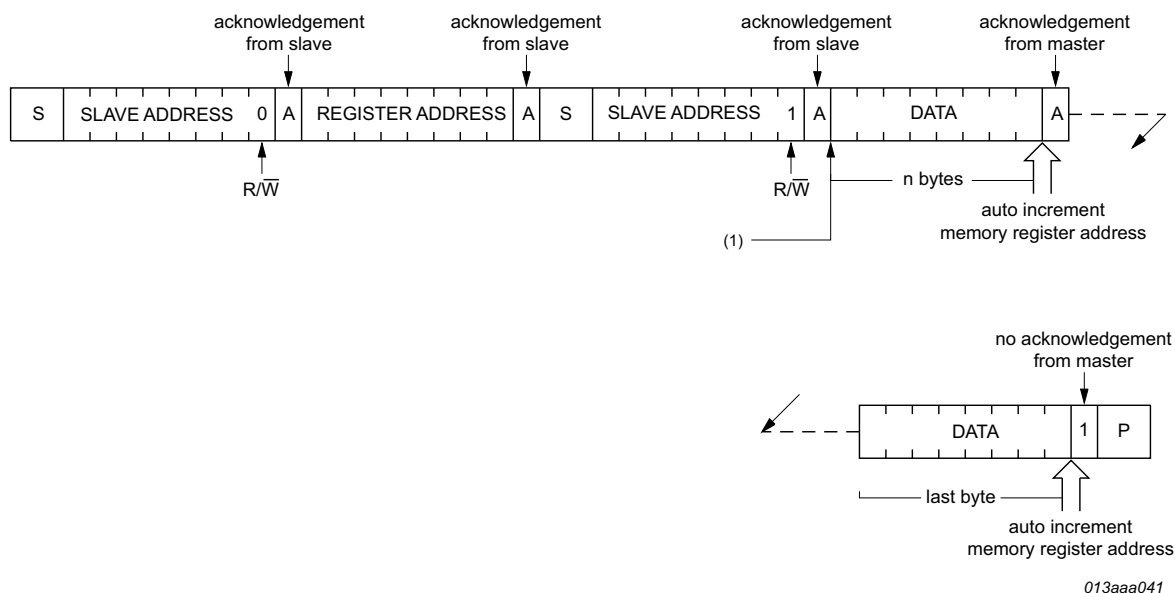 acknowledgement
from slave
acknowledgement
from slave
acknowledgement
from slave
acknowledgement
from master
S SLAVE ADDRESS 0 A REGISTER ADDRESS A S SLAVE ADDRESS 1 A DATA A
R/W̅
R/W̅
n bytes
auto increment
memory register address
(1)
no acknowledgement
from master
DATA 1 P
last byte
auto increment
memory register address
013aaa041